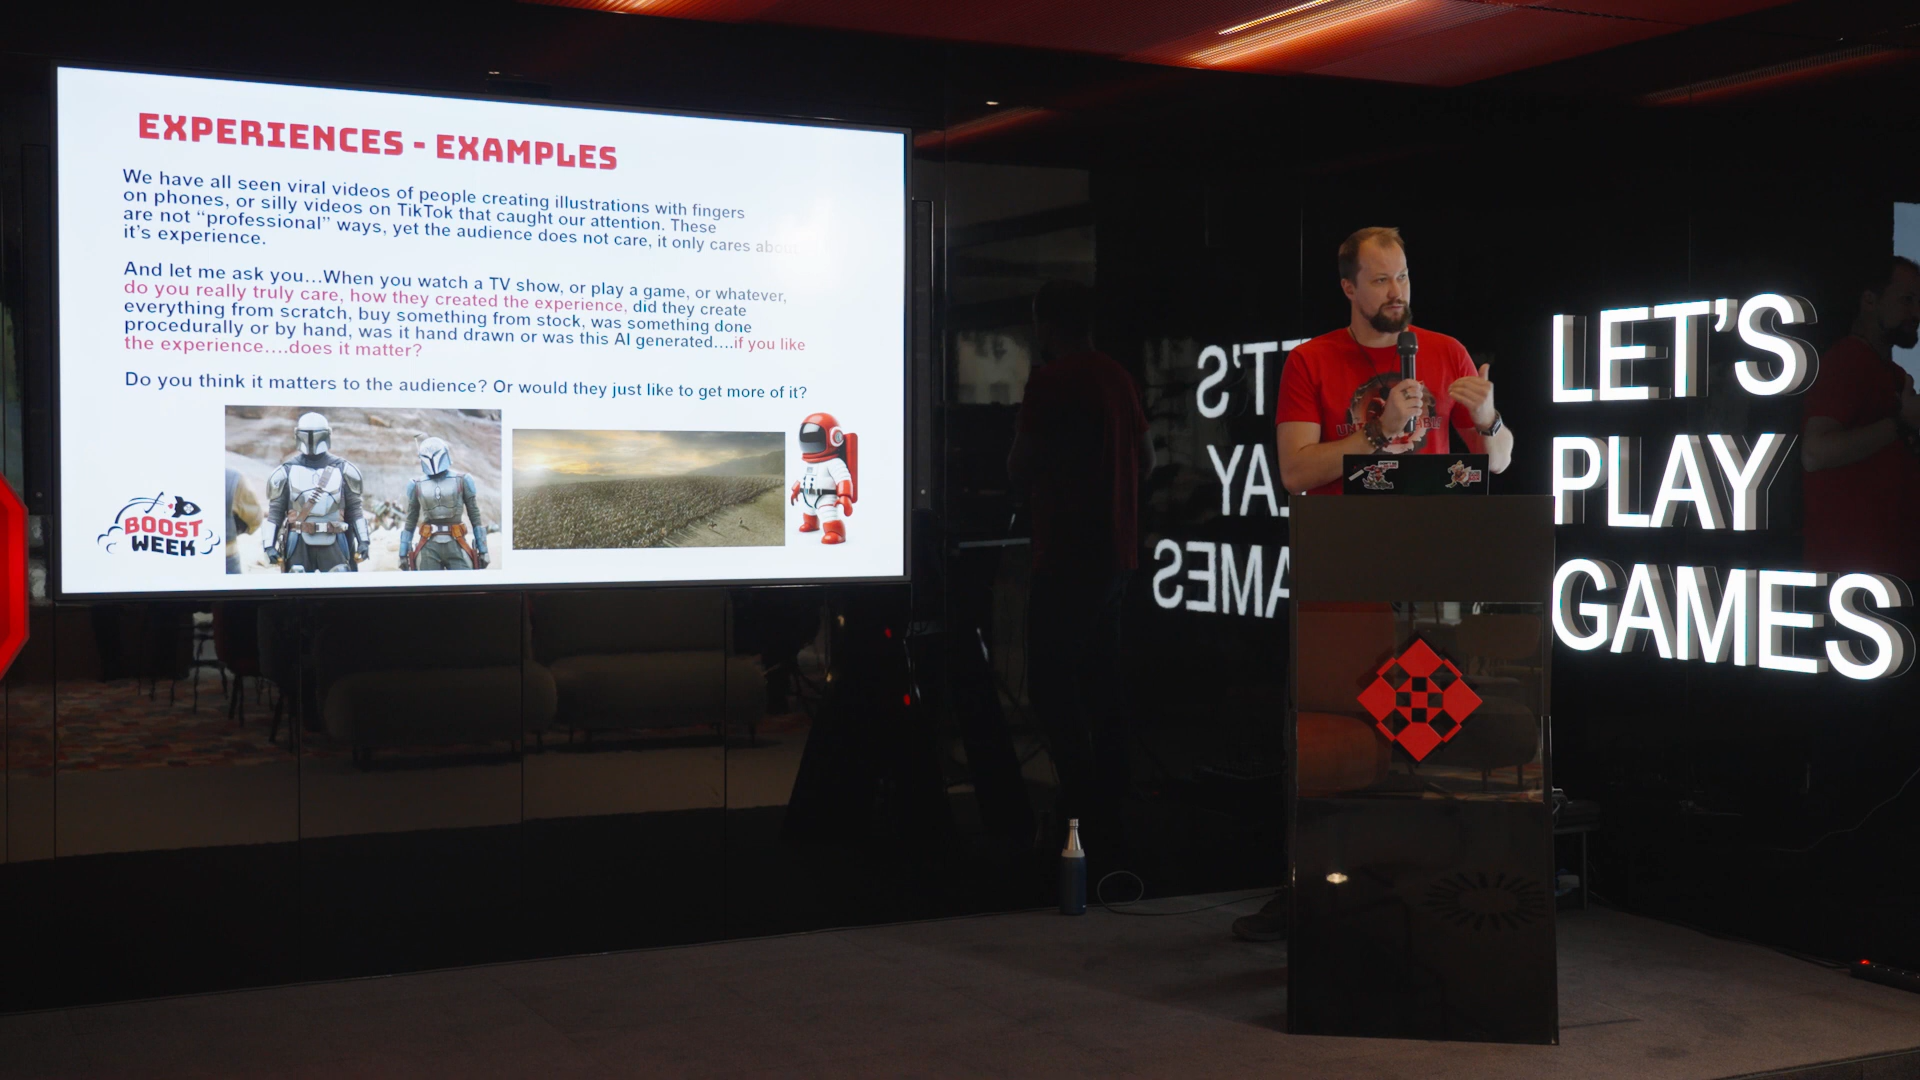 EXPERIENCES - EXAMPLES
We have all seen viral videos of people creating illustrations with fingers
on phones, or silly videos on TikTok that caught our attention. These
are not “professional” ways, yet the audience does not care, it only cares about
it’s experience.
And let me ask you...When you watch a TV show, or play a game, or whatever,
do you really truly care, how they created the experience, did they create
everything from scratch, buy something from stock, was something done
procedurally or by hand, was it hand drawn or was this AI generated....if you like
the experience....does it matter?
Do you think it matters to the audience? Or would they just like to get more of it?
BOOST
WEEK
LET’S
PLAY
GAMES